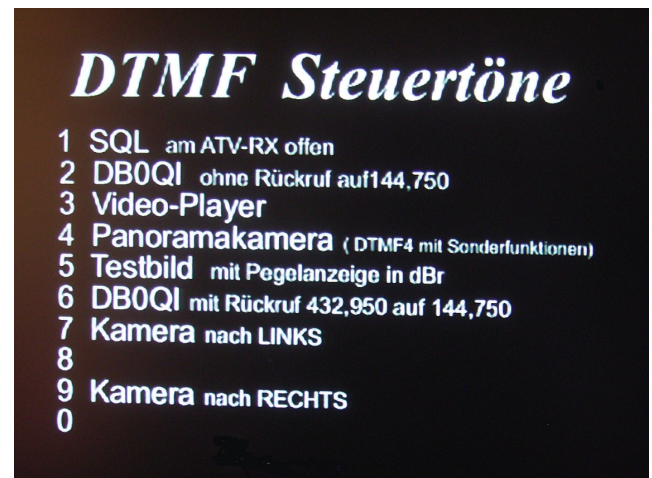 DTMF Steuertöne
1 SQL am ATV-RX offen
2 DB0QI ohne Rückruf auf144,750
3 Video-Player
4 Panoramakamera ( DTMF4 mit Sonderfunktionen)
5 Testbild mit Pegelanzeige in dBr
6 DB0QI mit Rückruf 432,950 auf 144,750
7 Kamera nach LINKS
8
9 Kamera nach RECHTS
0